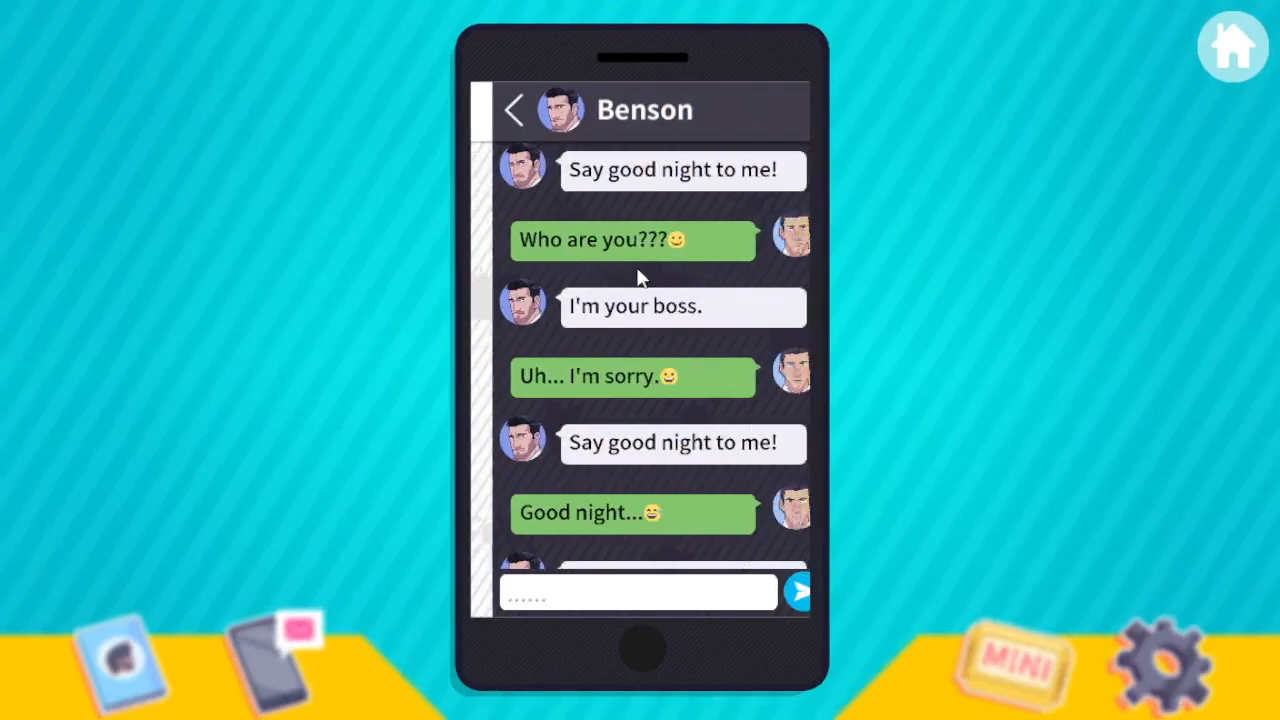 Benson
Say good night to me!
Who are you???🙂
I'm your boss.
Uh... I'm sorry.😀
Say good night to me!
Good night...😅
......
MINI